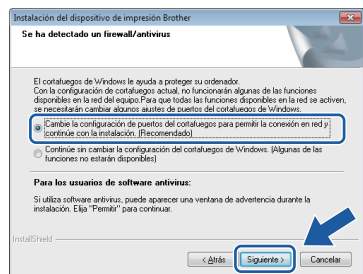 Instalación del dispositivo de impresión Brother
Se ha detectado un firewall/antivirus
El cortafuegos de Windows le ayuda a proteger su ordenador.
Con la configuración de cortafuegos actual, no funcionarán algunas de las funciones
disponibles en la red del equipo.Para que todas las funciones disponibles en la red se activen,
se necesitarán cambiar algunos ajustes de puertos del cortafuegos de Windows.
Cambie la configuración de puertos del cortafuegos para permitir la conexión en red y
continúe con la instalación. (Recomendado)
Continúe sin cambiar la configuración del cortafuegos de Windows. (Algunas de las
funciones no estarán disponibles)
Para los usuarios de software antivirus:
Si utiliza software antivirus, puede aparecer una ventana de advertencia durante la
instalación. Elija "Permitir" para continuar.
InstallShield
< Atrás
Siguiente >
Cancelar